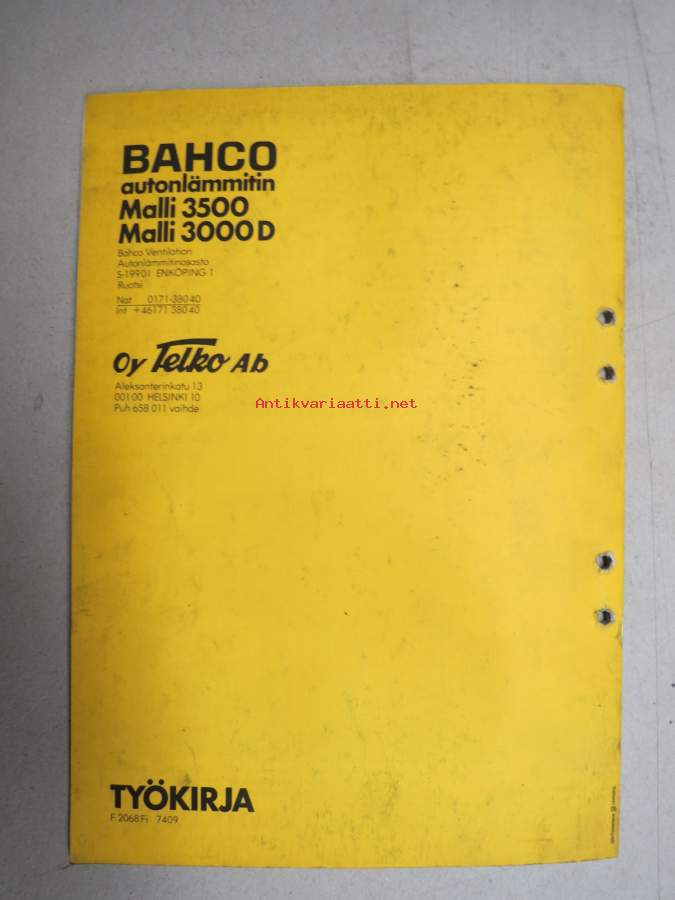 BAHCO
autonlämmitin
Malli 3500
Malli 3000 D
Bahco Ventilation
Autonlämmitinosasto
S-199 01 ENKÖPING 1
Ruotsi
Nat 0171-380 40
Int +46171 380 40
Oy Telko Ab
Aleksanterinkatu 13
00100 HELSINKI 10
Puh 658 011 vaihde
Antikvariaatti.net
TYÖKIRJA
F 2068 Fi 7409